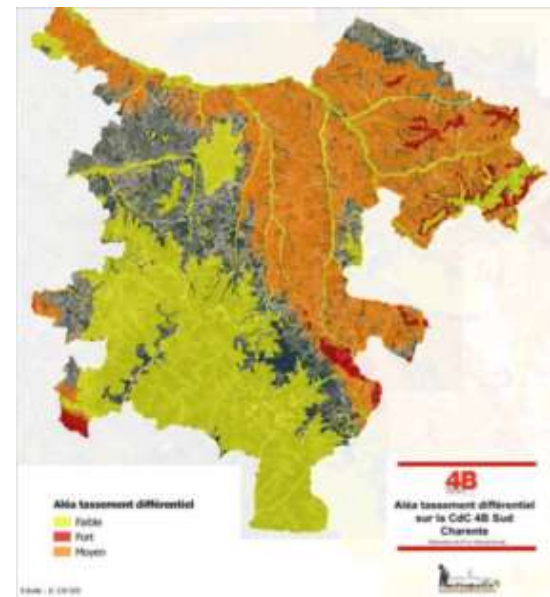 Aléa tassement différentiel
Faible
Fort
Moyen
4B
Aléa tassement différentiel
sur la CdC 4B Sud
Charente